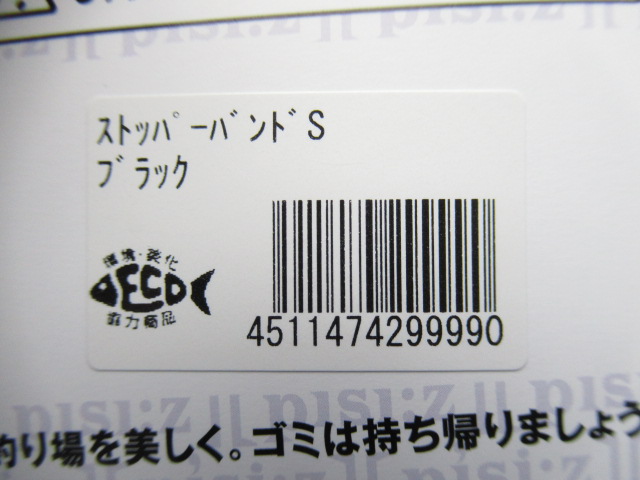 ｽﾄｯﾊﾟｰﾊﾞﾝﾄﾞS
ﾌﾞﾗｯｸ
環境・美化
ECO
協力商品
4511474299990
釣り場を美しく。ゴミは持ち帰りましょう